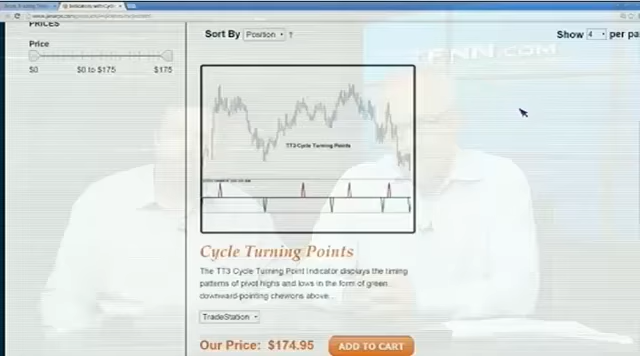 PRICES
Price
$0
$0 to $175
$175
Sort By
Position
Show
4
per pa
TFNN.COM
TT3 Cycle Turning Points
Cycle Turning Points
The TT3 Cycle Turning Point Indicator displays the timing
patterns of pivot highs and lows in the form of green
downward-pointing chevrons above...
TradeStation
Our Price: $174.95
ADD TO CART